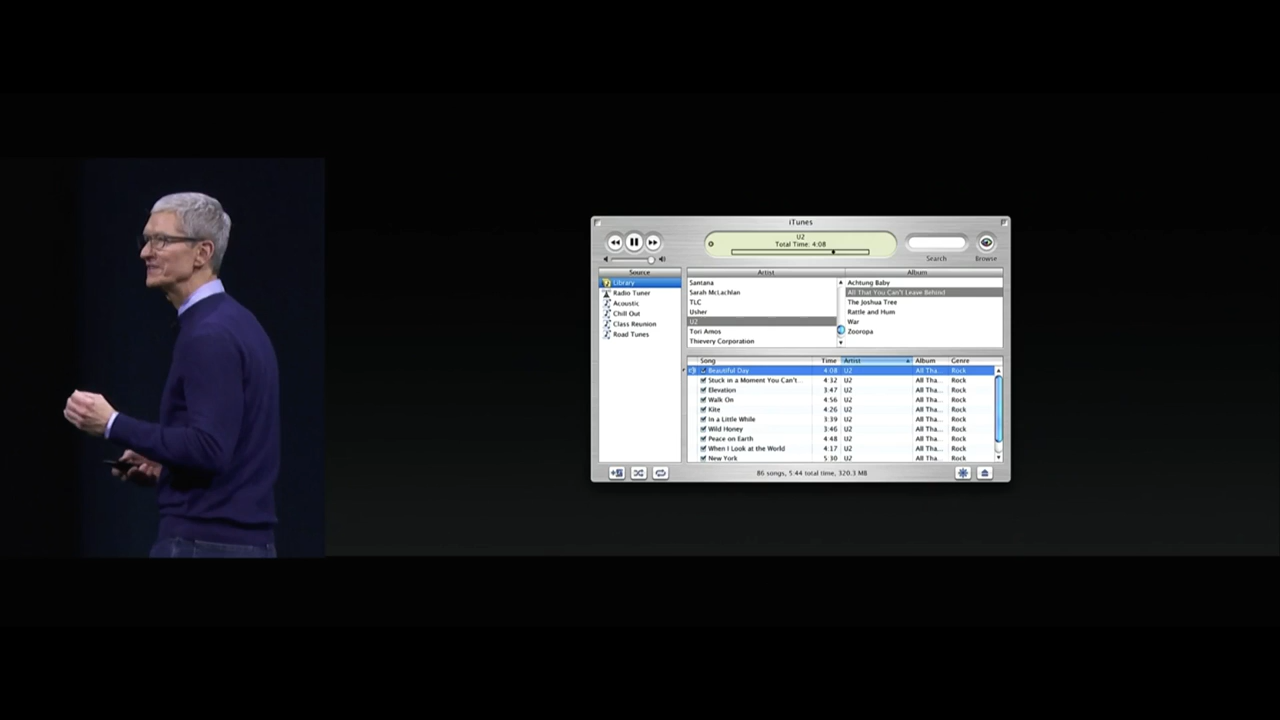 iTunes
U2
Total Time: 4:08
Search
Browse
Source
Library
Radio Tuner
Acoustic
Chill Out
Class Reunion
Road Tunes
Artist
Santana
Sarah McLachlan
TLC
Usher
U2
Tori Amos
Thievery Corporation
Album
Achtung Baby
All That You Can't Leave Behind
The Joshua Tree
Rattle and Hum
War
Zooropa
Song Time Artist Album Genre
Beautiful Day 4:08 U2 All Tha... Rock
Stuck in a Moment You Can't... 4:32 U2 All Tha... Rock
Elevation 3:47 U2 All Tha... Rock
Walk On 4:56 U2 All Tha... Rock
Kite 4:26 U2 All Tha... Rock
In a Little While 3:39 U2 All Tha... Rock
Wild Honey 3:46 U2 All Tha... Rock
Peace on Earth 4:48 U2 All Tha... Rock
When I Look at the World 4:17 U2 All Tha... Rock
New York 5:30 U2 All Tha... Rock
86 songs, 5:44 total time, 320.3 MB